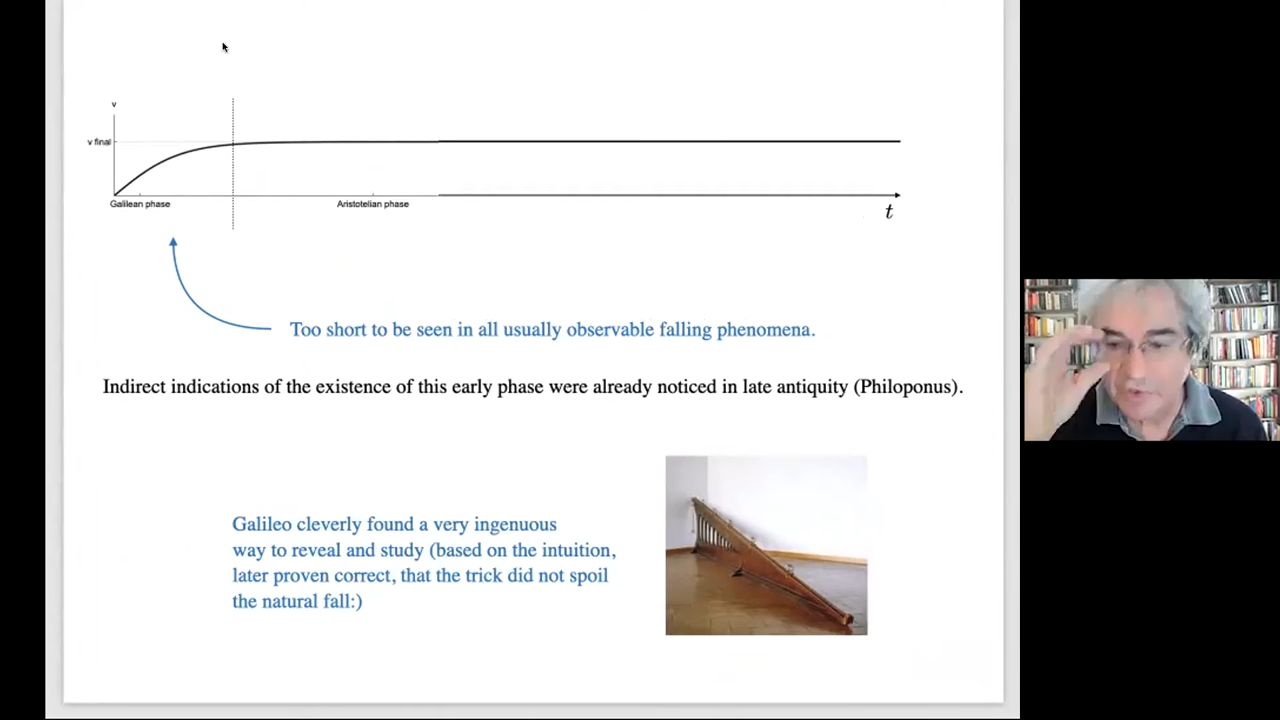 v
v final
Galilean phase
Aristotelian phase
t
Too short to be seen in all usually observable falling phenomena.
Indirect indications of the existence of this early phase were already noticed in late antiquity (Philoponus).
Galileo cleverly found a very ingenuous
way to reveal and study (based on the intuition,
later proven correct, that the trick did not spoil
the natural fall:)